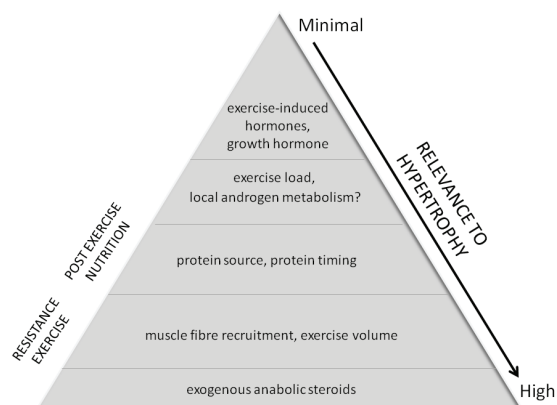 Minimal
exercise-induced
hormones,
growth hormone
exercise load,
local androgen metabolism?
protein source, protein timing
muscle fibre recruitment, exercise volume
exogenous anabolic steroids
POST EXERCISE
NUTRITION
RESISTANCE
EXERCISE
RELEVANCE TO
HYPERTROPHY
High